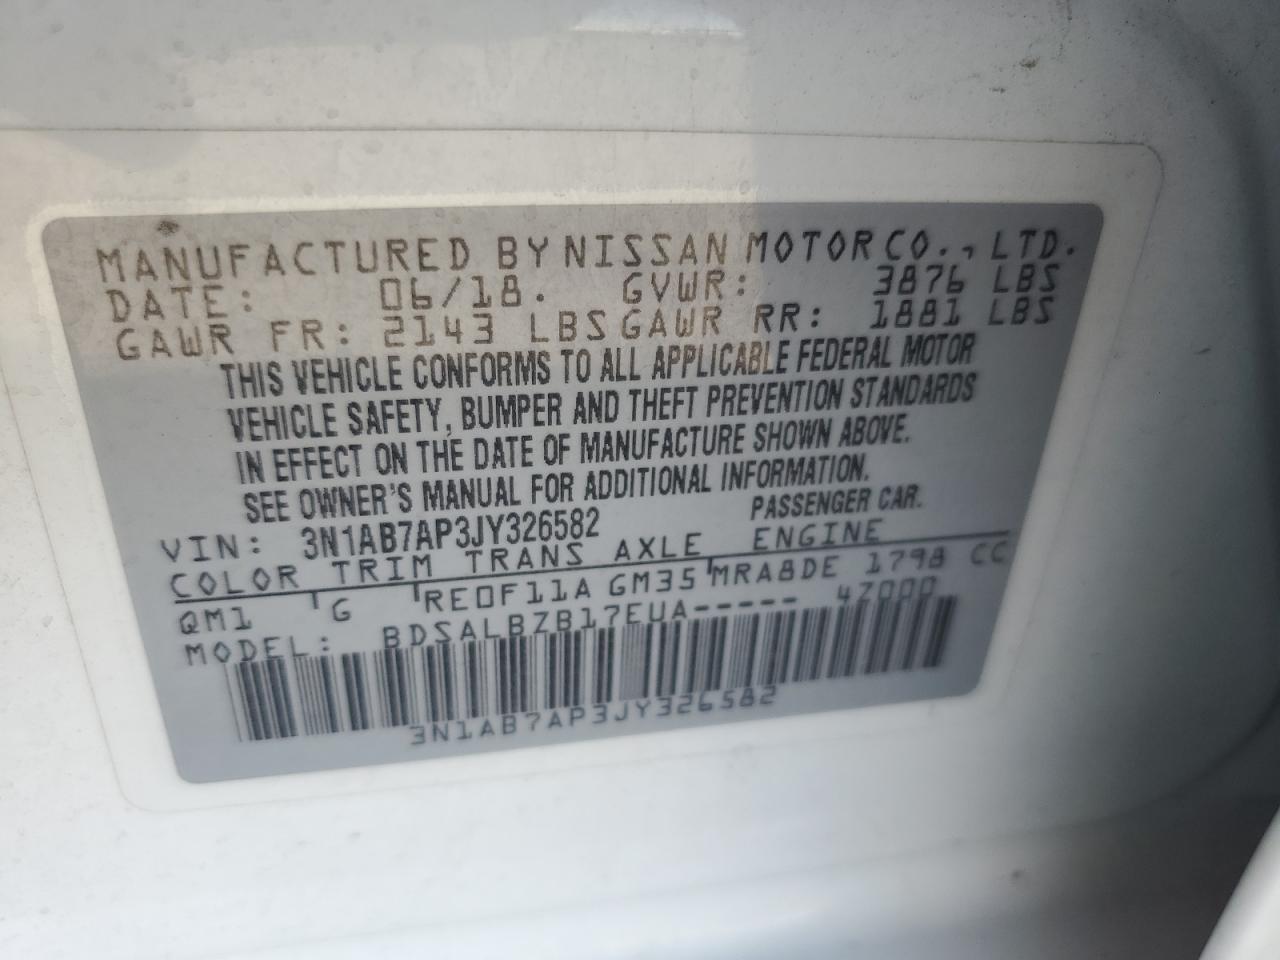 MANUFACTURED BY NISSAN MOTOR CO., LTD.
DATE: 06/18. GVWR: 3876 LBS
GAWR FR: 2143 LBS GAWR RR: 1881 LBS
THIS VEHICLE CONFORMS TO ALL APPLICABLE FEDERAL MOTOR
VEHICLE SAFETY, BUMPER AND THEFT PREVENTION STANDARDS
IN EFFECT ON THE DATE OF MANUFACTURE SHOWN ABOVE.
SEE OWNER'S MANUAL FOR ADDITIONAL INFORMATION.
VIN: 3N1AB7AP3JY326582 PASSENGER CAR.
COLOR TRIM TRANS AXLE ENGINE
QM1 G RE0F11A GM35 MRA8DE 1798 CC
MODEL: BDSALBZB17EUA----- 47000
3N1AB7AP3JY326582